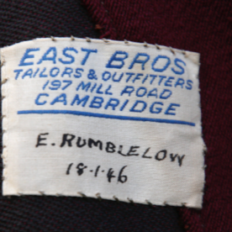 EAST BROS
TAILORS & OUTFITTERS
197 MILL ROAD
CAMBRIDGE
E. RUMBLELOW
18·1·46